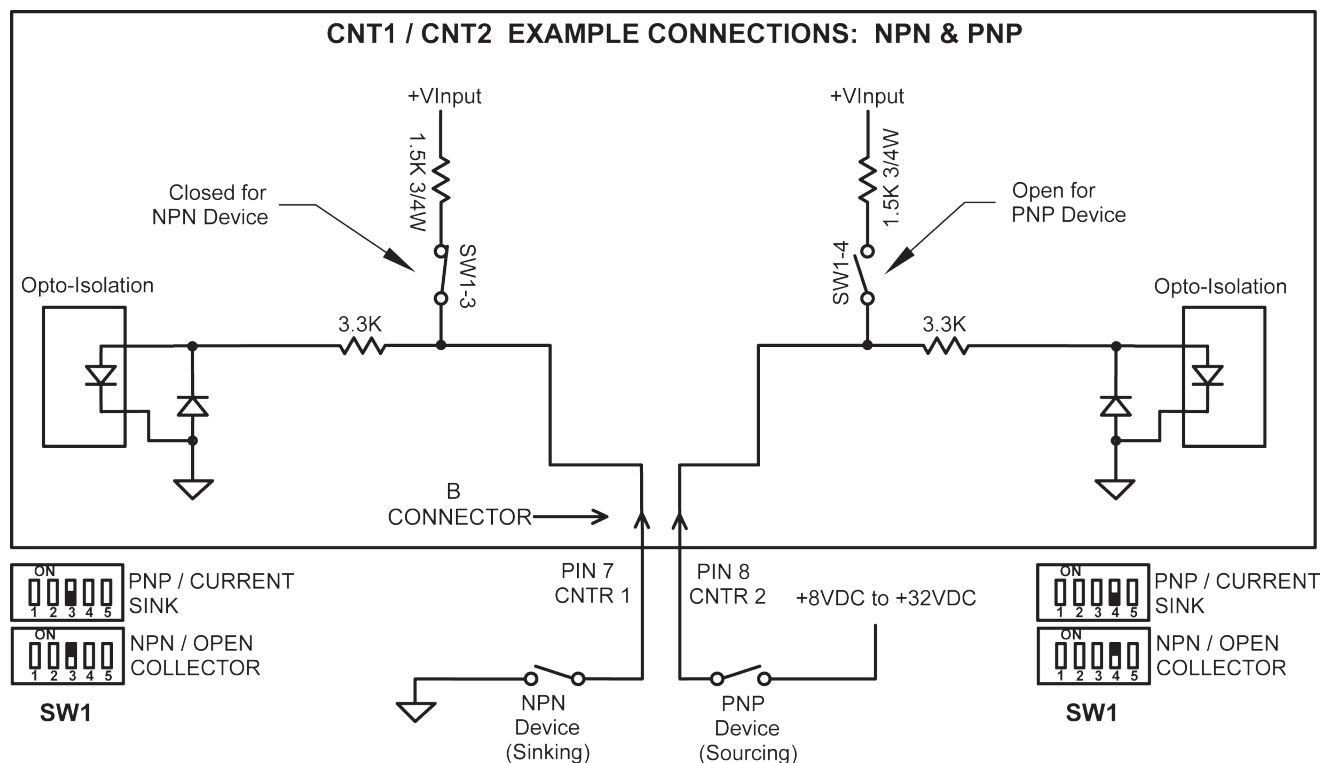 CNT1 / CNT2 EXAMPLE CONNECTIONS: NPN & PNP
+VInput
+VInput
1.5K 3/4W
1.5K 3/4W
Closed for
NPN Device
Open for
PNP Device
SW1-3
SW1-4
Opto-Isolation
Opto-Isolation
3.3K
3.3K
B
CONNECTOR
PIN 7
CNTR 1
PIN 8
CNTR 2
+8VDC to +32VDC
ON
1 2 3 4 5
PNP / CURRENT
SINK
ON
1 2 3 4 5
NPN / OPEN
COLLECTOR
SW1
NPN
Device
(Sinking)
PNP
Device
(Sourcing)
ON
1 2 3 4 5
PNP / CURRENT
SINK
ON
1 2 3 4 5
NPN / OPEN
COLLECTOR
SW1